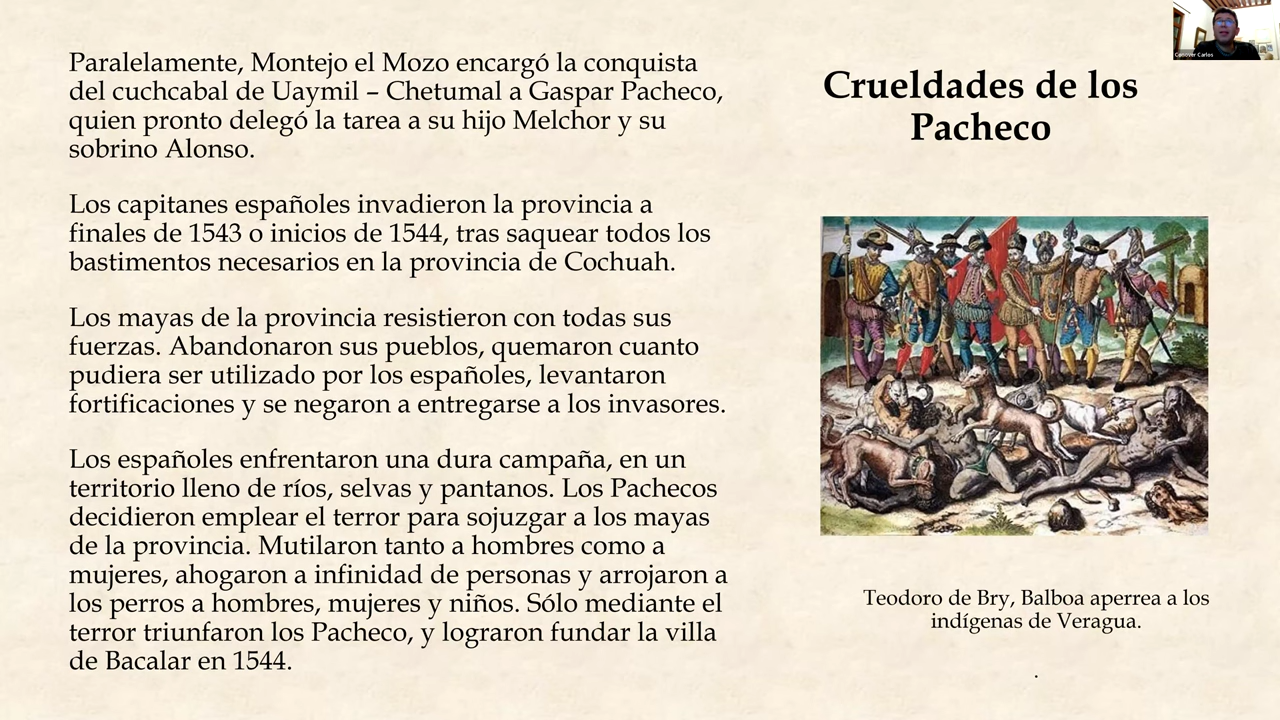 Paralelamente, Montejo el Mozo encargó la conquista
del cuchcabal de Uaymil – Chetumal a Gaspar Pacheco,
quien pronto delegó la tarea a su hijo Melchor y su
sobrino Alonso.
Los capitanes españoles invadieron la provincia a
finales de 1543 o inicios de 1544, tras saquear todos los
bastimentos necesarios en la provincia de Cochuah.
Los mayas de la provincia resistieron con todas sus
fuerzas. Abandonaron sus pueblos, quemaron cuanto
pudiera ser utilizado por los españoles, levantaron
fortificaciones y se negaron a entregarse a los invasores.
Los españoles enfrentaron una dura campaña, en un
territorio lleno de ríos, selvas y pantanos. Los Pachecos
decidieron emplear el terror para sojuzgar a los mayas
de la provincia. Mutilaron tanto a hombres como a
mujeres, ahogaron a infinidad de personas y arrojaron a
los perros a hombres, mujeres y niños. Sólo mediante el
terror triunfaron los Pacheco, y lograron fundar la villa
de Bacalar en 1544.
Crueldades de los
Pacheco
Teodoro de Bry, Balboa aperrea a los
indígenas de Veragua.
.
Carlos